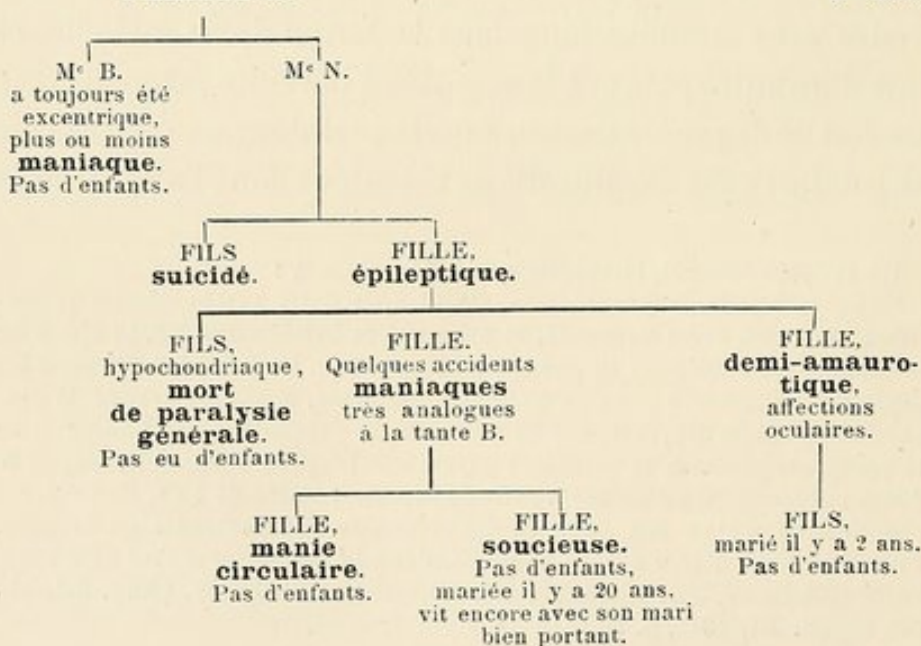 Mᵉ B.
a toujours été
excentrique,
plus ou moins
maniaque.
Pas d'enfants.
Mᵉ N.
FILS
suicidé.
FILLE,
épileptique.
FILS,
hypochondriaque,
mort
de paralysie
générale.
Pas eu d'enfants.
FILLE.
Quelques accidents
maniaques
très analogues
à la tante B.
FILLE,
demi-amauro-
tique,
affections
oculaires.
FILLE,
manie
circulaire.
Pas d'enfants.
FILLE,
soucieuse.
Pas d'enfants,
mariée il y a 20 ans.
vit encore avec son mari
bien portant.
FILS,
marié il y a 2 ans.
Pas d'enfants.